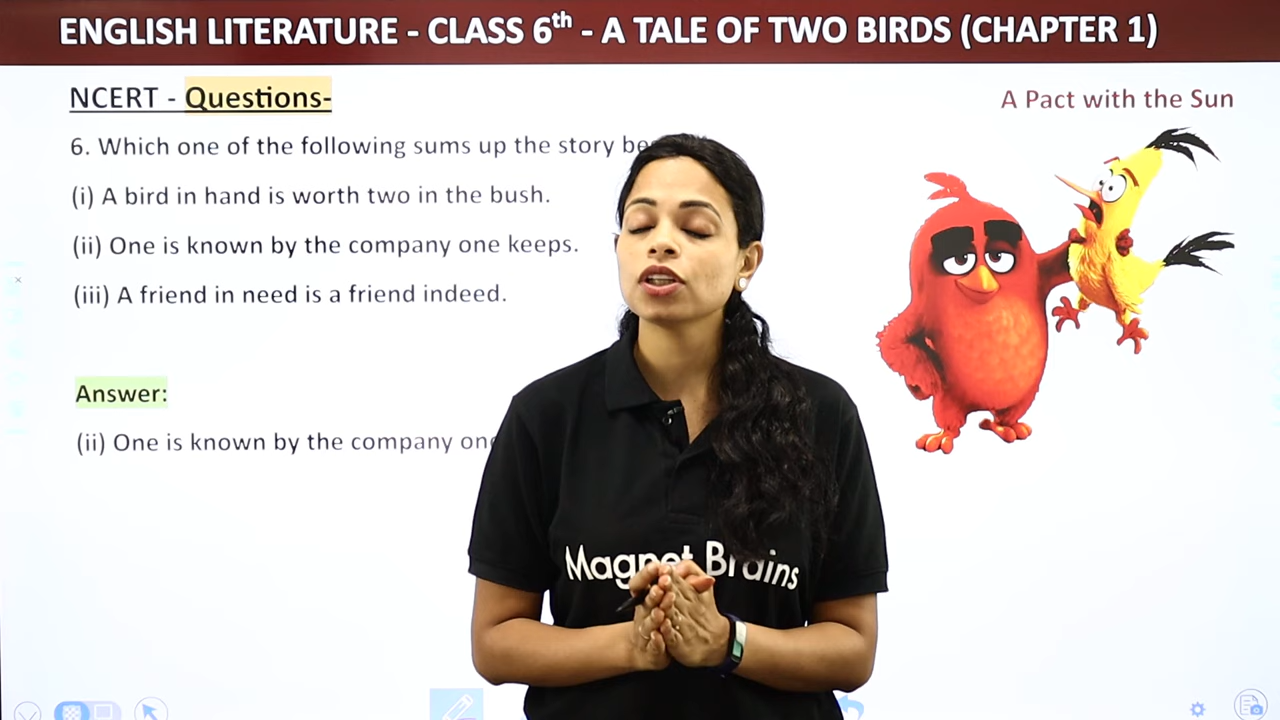 ENGLISH LITERATURE - CLASS 6th - A TALE OF TWO BIRDS (CHAPTER 1)
NCERT - Questions-
A Pact with the Sun
6. Which one of the following sums up the story
(i) A bird in hand is worth two in the bush.
(ii) One is known by the company one keeps.
(iii) A friend in need is a friend indeed.
Answer:
(ii) One is known by the company
Magnet Brains